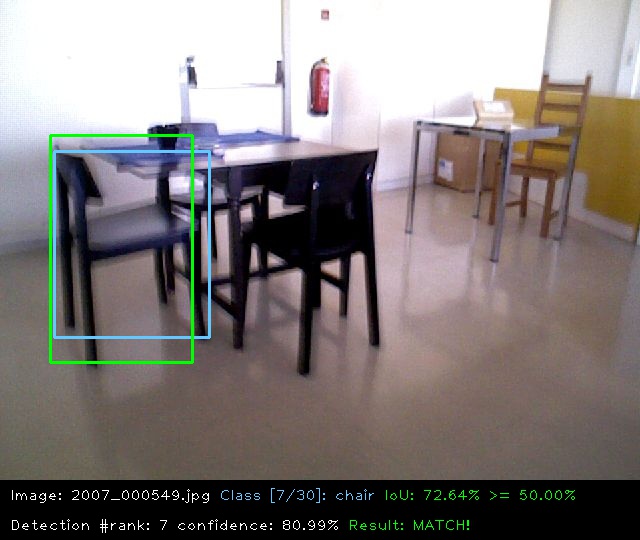 Image: 2007_000549.jpg Class [7/30]: chair IoU: 72.64% >= 50.00%
Detection #rank: 7 confidence: 80.99% Result: MATCH!